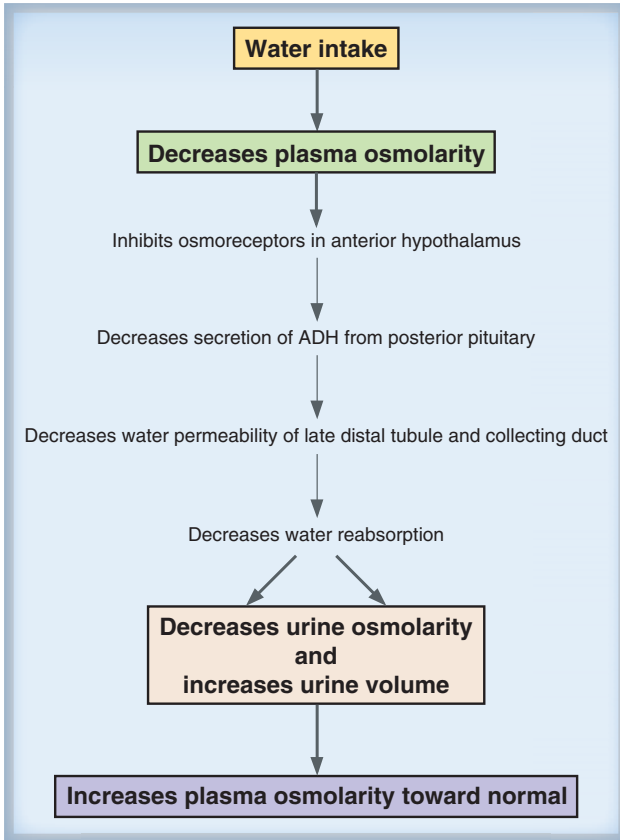 Water intake
Decreases plasma osmolarity
Inhibits osmoreceptors in anterior hypothalamus
Decreases secretion of ADH from posterior pituitary
Decreases water permeability of late distal tubule and collecting duct
Decreases water reabsorption
Decreases urine osmolarity
and
increases urine volume
Increases plasma osmolarity toward normal